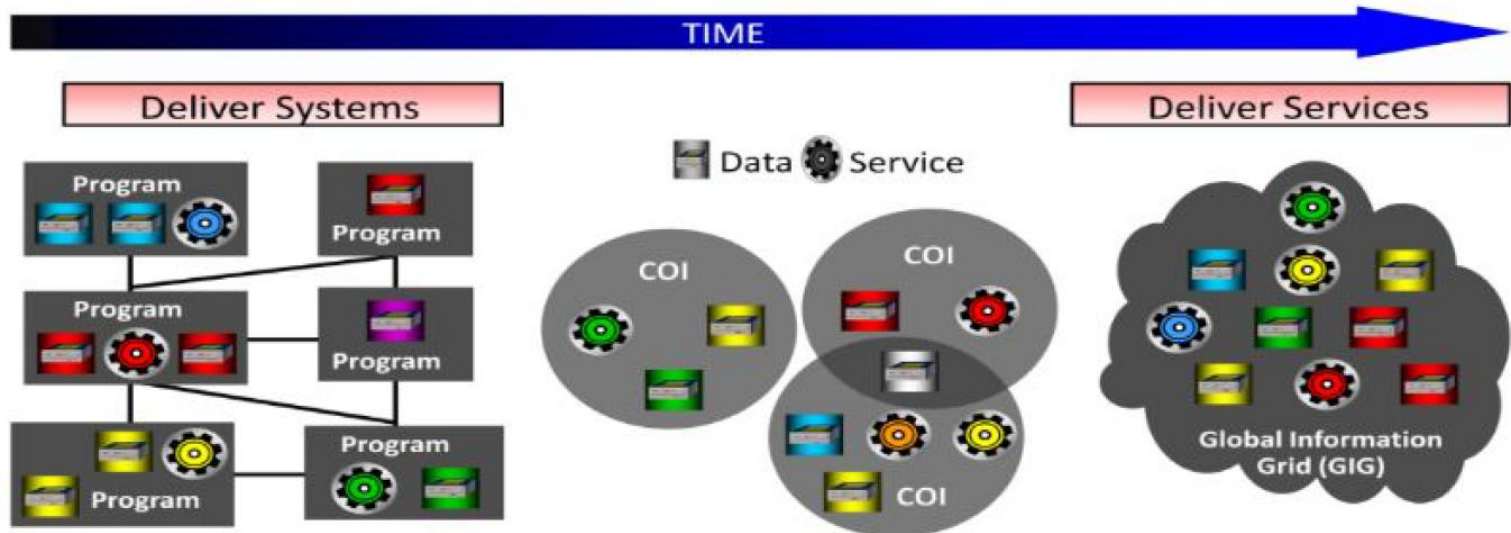 TIME
Deliver Systems
Deliver Services
Data
Service
Program
Program
Program
Program
Program
Program
COI
COI
COI
Global Information
Grid (GIG)